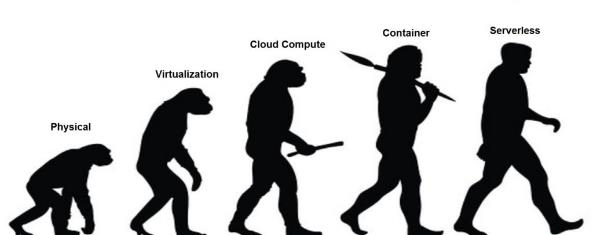 Physical
Virtualization
Cloud Compute
Container
Serverless